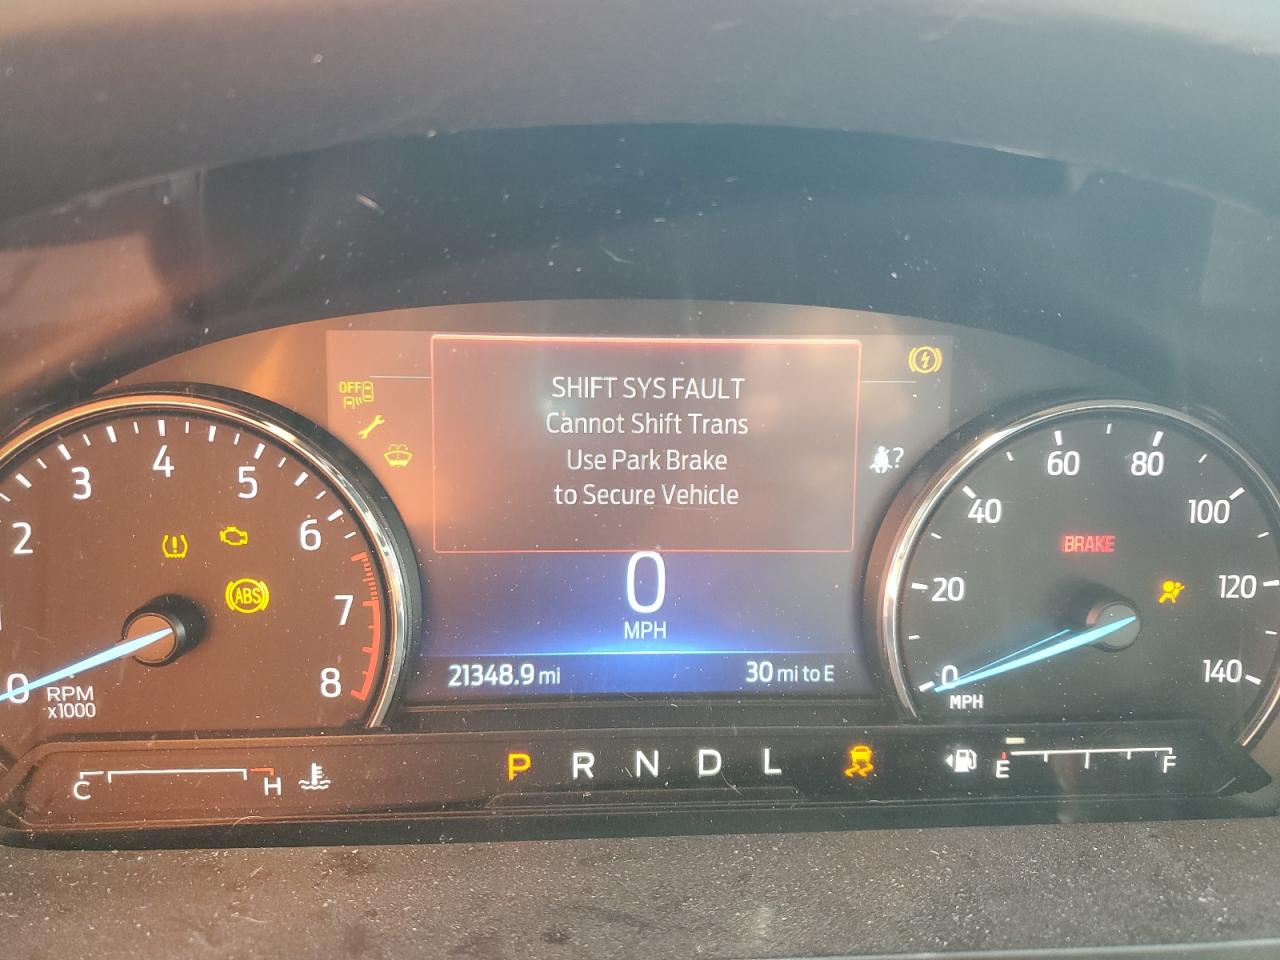 SHIFT SYS FAULT
Cannot Shift Trans
Use Park Brake
to Secure Vehicle
OFF
0
MPH
21348.9 mi
30 mi to E
0
2
3
4
5
6
7
8
RPM
x1000
ABS
?
0
20
40
60
80
100
120
140
MPH
BRAKE
C
H
P R N D L
E
F